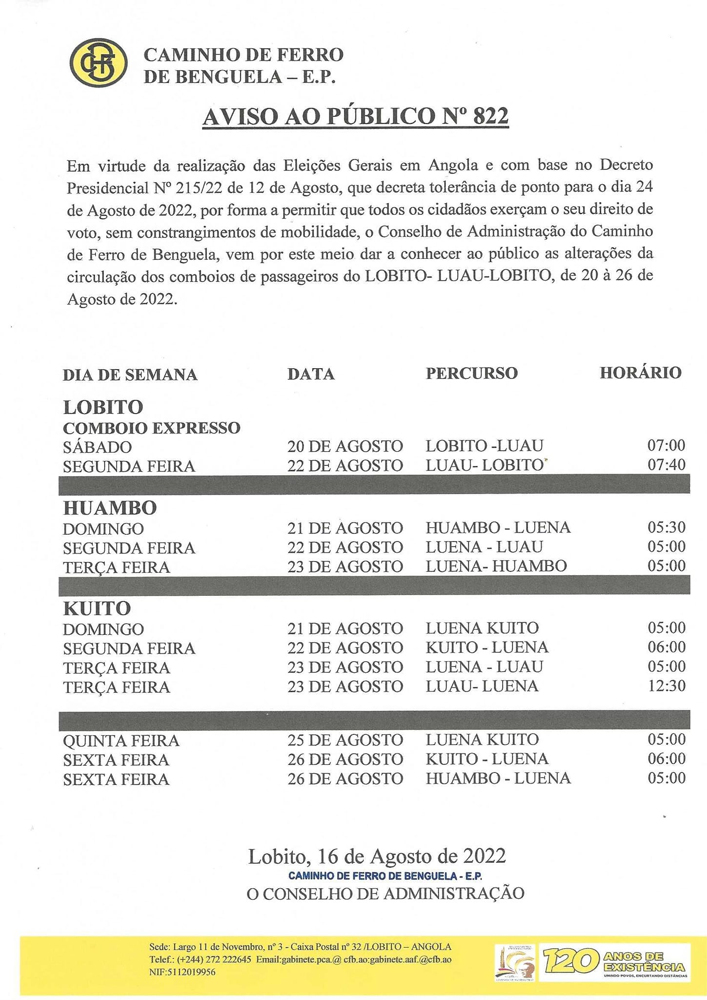 CAMINHO DE FERRO
DE BENGUELA – E.P.
AVISO AO PÚBLICO Nº 822
Em virtude da realização das Eleições Gerais em Angola e com base no Decreto
Presidencial Nº 215/22 de 12 de Agosto, que decreta tolerância de ponto para o dia 24
de Agosto de 2022, por forma a permitir que todos os cidadãos exerçam o seu direito de
voto, sem constrangimentos de mobilidade, o Conselho de Administração do Caminho
de Ferro de Benguela, vem por este meio dar a conhecer ao público as alterações da
circulação dos comboios de passageiros do LOBITO- LUAU-LOBITO, de 20 à 26 de
Agosto de 2022.
DIA DE SEMANA DATA PERCURSO HORÁRIO
LOBITO
COMBOIO EXPRESSO
SÁBADO 20 DE AGOSTO LOBITO -LUAU 07:00
SEGUNDA FEIRA 22 DE AGOSTO LUAU- LOBITO 07:40
HUAMBO
DOMINGO 21 DE AGOSTO HUAMBO - LUENA 05:30
SEGUNDA FEIRA 22 DE AGOSTO LUENA - LUAU 05:00
TERÇA FEIRA 23 DE AGOSTO LUENA- HUAMBO 05:00
KUITO
DOMINGO 21 DE AGOSTO LUENA KUITO 05:00
SEGUNDA FEIRA 22 DE AGOSTO KUITO - LUENA 06:00
TERÇA FEIRA 23 DE AGOSTO LUENA - LUAU 05:00
TERÇA FEIRA 23 DE AGOSTO LUAU- LUENA 12:30
QUINTA FEIRA 25 DE AGOSTO LUENA KUITO 05:00
SEXTA FEIRA 26 DE AGOSTO KUITO - LUENA 06:00
SEXTA FEIRA 26 DE AGOSTO HUAMBO - LUENA 05:00
Lobito, 16 de Agosto de 2022
CAMINHO DE FERRO DE BENGUELA - E.P.
O CONSELHO DE ADMINISTRAÇÃO
Sede: Largo 11 de Novembro, nº 3 - Caixa Postal nº 32 /LOBITO – ANGOLA
Telef.: (+244) 272 222645 Email:gabinete.pca.@ cfb.ao:gabinete.aaf.@cfb.ao
NIF:5112019956
120 ANOS DE
EXISTÊNCIA
UNINDO POVOS, ENCURTANDO DISTÂNCIAS